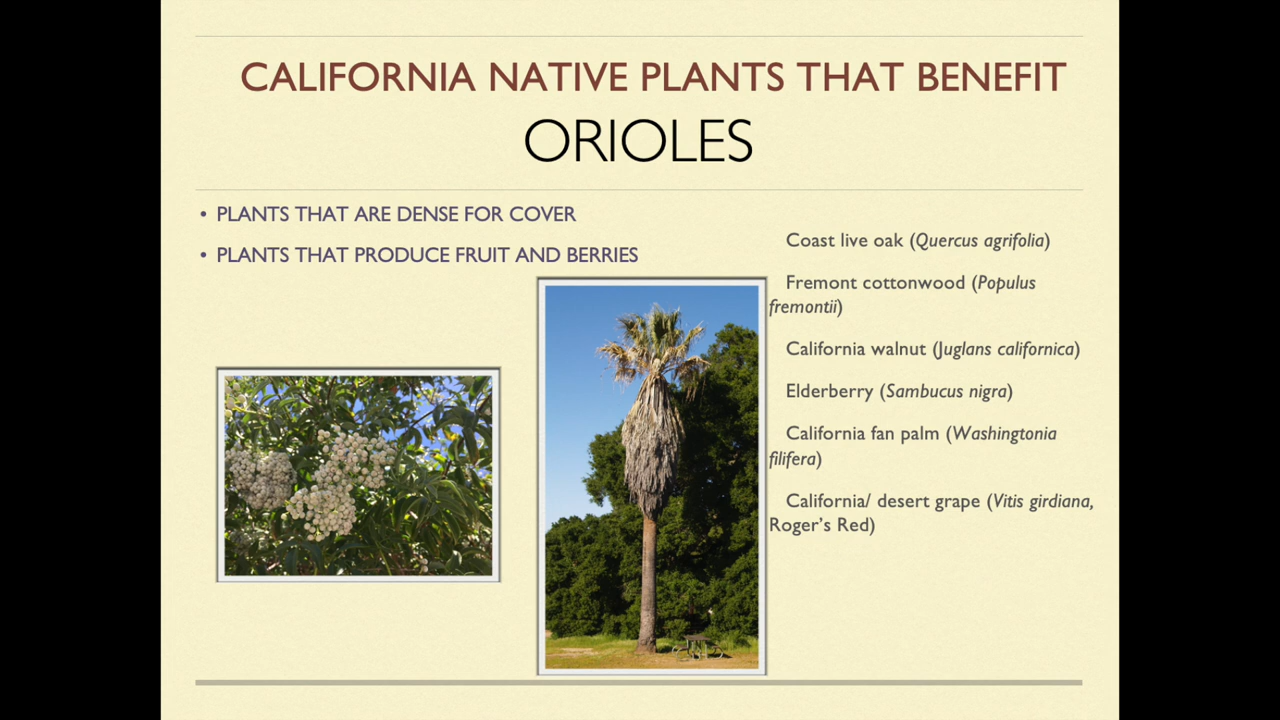 CALIFORNIA NATIVE PLANTS THAT BENEFIT
ORIOLES
• PLANTS THAT ARE DENSE FOR COVER
• PLANTS THAT PRODUCE FRUIT AND BERRIES
Coast live oak (Quercus agrifolia)
Fremont cottonwood (Populus
fremontii)
California walnut (Juglans californica)
Elderberry (Sambucus nigra)
California fan palm (Washingtonia
filifera)
California/ desert grape (Vitis girdiana,
Roger’s Red)